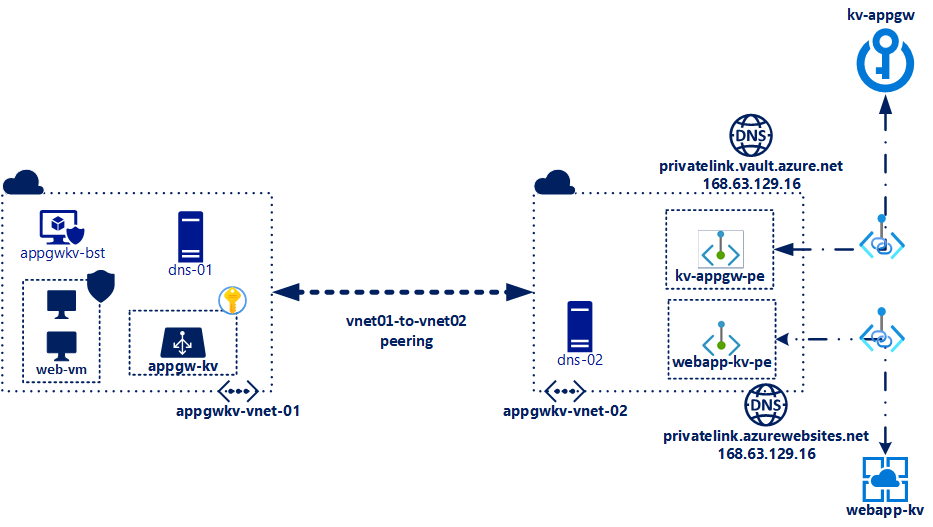 kv-appgw
DNS
privatelink.vault.azure.net
168.63.129.16
appgwkv-bst
dns-01
web-vm
appgw-kv
appgwkv-vnet-01
vnet01-to-vnet02
peering
kv-appgw-pe
dns-02
webapp-kv-pe
appgwkv-vnet-02
DNS
privatelink.azurewebsites.net
168.63.129.16
webapp-kv